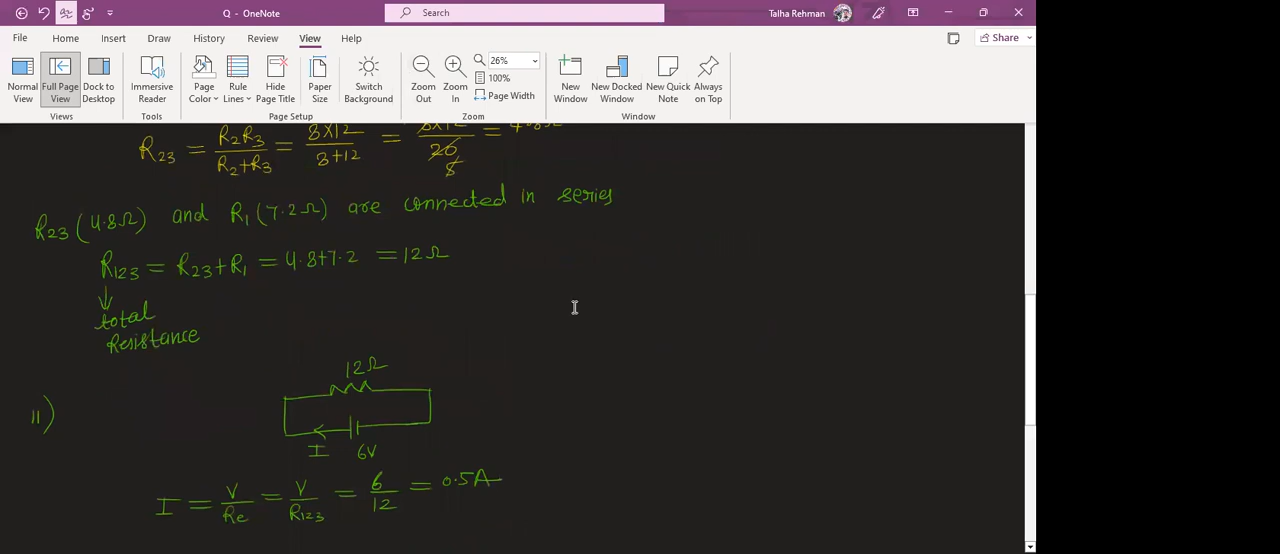 Q - OneNote
Search
Talha Rehman
File Home Insert Draw History Review View Help
Share
Normal View
Full Page View
Dock to Desktop
Immersive Reader
Page Color
Rule Lines
Hide Page Title
Paper Size
Switch Background
Zoom Out
Zoom In
26%
100%
Page Width
New Window
New Docked Window
New Quick Note
Always on Top
Views Tools Page Setup Zoom Window
R23 = R2R3 / R2+R3 = 8×12 / 8+12 = 8×12 / 20 = 4.8Ω
R23 (4.8Ω) and R1 (7.2Ω) are connected in series
R123 = R23+R1 = 4.8+7.2 = 12Ω
↓
total
Resistance
12Ω
II)
I 6V
I = V/Re = V/R123 = 6/12 = 0.5A